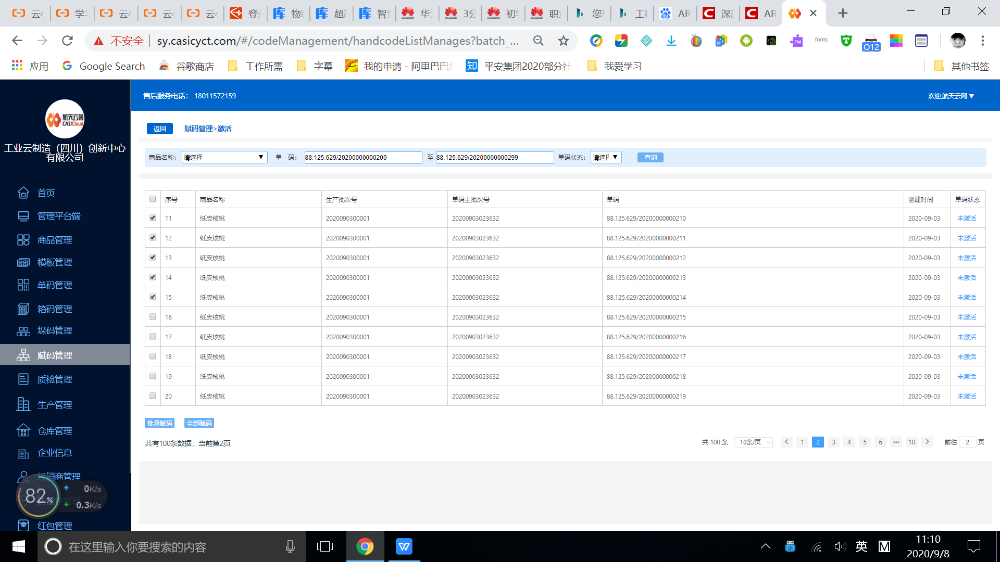 云 学 云 云 云 登 库 物 库 超 库 智 华 3分 初 职 您 工 AR 深 AR
不安全 sy.casicyct.com/#/codeManagement/handcodeListManages?batch_... fonts O12
应用 Google Search 谷歌商店 工作所需 字幕 我的申请 - 阿里巴巴 知 平安集团2020部分社 我爱学习 其他书签
售后服务电话： 18011572159 欢迎,航天云网▼
航天云网
CASICloud
工业云制造（四川）创新中心
有限公司
首页
管理平台端
商品管理
模板管理
单码管理
箱码管理
垛码管理
赋码管理
质检管理
生产管理
仓库管理
企业信息
经销商管理
红包管理
82% 0K/s
0.3K/s
返回 赋码管理>激活
商品名称： 请选择 单 码： 88.125.629/20200000000200 至 88.125.629/20200000000299 单码状态： 请选择 查询
序号 商品名称 生产批次号 单码主批次号 单码 创建时间 单码状态
11 纸皮核桃 2020090300001 20200903023632 88.125.629/20200000000210 2020-09-03 未激活
12 纸皮核桃 2020090300001 20200903023632 88.125.629/20200000000211 2020-09-03 未激活
13 纸皮核桃 2020090300001 20200903023632 88.125.629/20200000000212 2020-09-03 未激活
14 纸皮核桃 2020090300001 20200903023632 88.125.629/20200000000213 2020-09-03 未激活
15 纸皮核桃 2020090300001 20200903023632 88.125.629/20200000000214 2020-09-03 未激活
16 纸皮核桃 2020090300001 20200903023632 88.125.629/20200000000215 2020-09-03 未激活
17 纸皮核桃 2020090300001 20200903023632 88.125.629/20200000000216 2020-09-03 未激活
18 纸皮核桃 2020090300001 20200903023632 88.125.629/20200000000217 2020-09-03 未激活
19 纸皮核桃 2020090300001 20200903023632 88.125.629/20200000000218 2020-09-03 未激活
20 纸皮核桃 2020090300001 20200903023632 88.125.629/20200000000219 2020-09-03 未激活
批量赋码 全部赋码
共有100条数据，当前第2页 共 100 条 10条/页 < 1 2 3 4 5 6 ··· 10 > 前往 2 页
在这里输入你要搜索的内容 英 M 11:10
2020/9/8